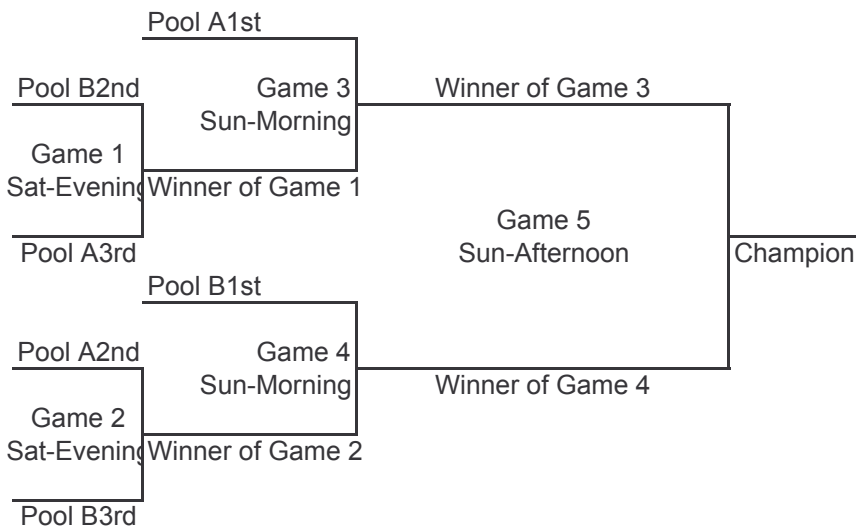 Pool A1st
Pool B2nd
Game 3
Winner of Game 3
Sun-Morning
Game 1
Sat-Evening
Winner of Game 1
Game 5
Pool A3rd
Sun-Afternoon
Champion
Pool B1st
Pool A2nd
Game 4
Sun-Morning
Winner of Game 4
Game 2
Sat-Evening
Winner of Game 2
Pool B3rd